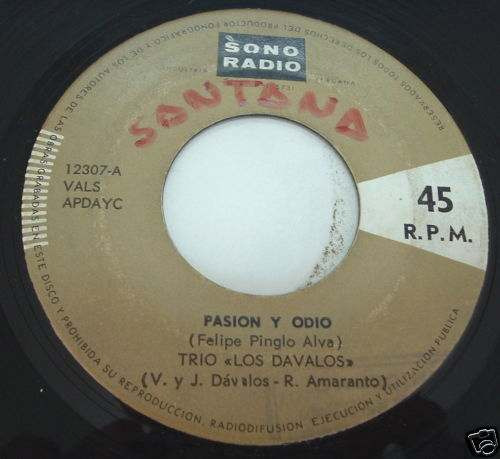 SONO
RADIO
SANTANA
12307-A
VALS
APDAYC
45
R.P.M.
PASION Y ODIO
(Felipe Pinglo Alva)
TRIO «LOS DAVALOS»
(V. y J. Dávalos - R. Amaranto)
RESERVADOS TODOS LOS DERECHOS DEL PRODUCTOR FONOGRAFICO Y DE LOS AUTORES DE LAS OBRAS GRABADAS EN ESTE DISCO Y PROHIBIDA SU REPRODUCCION, RADIODIFUSION EJECUCION Y UTILIZACION PUBLICA